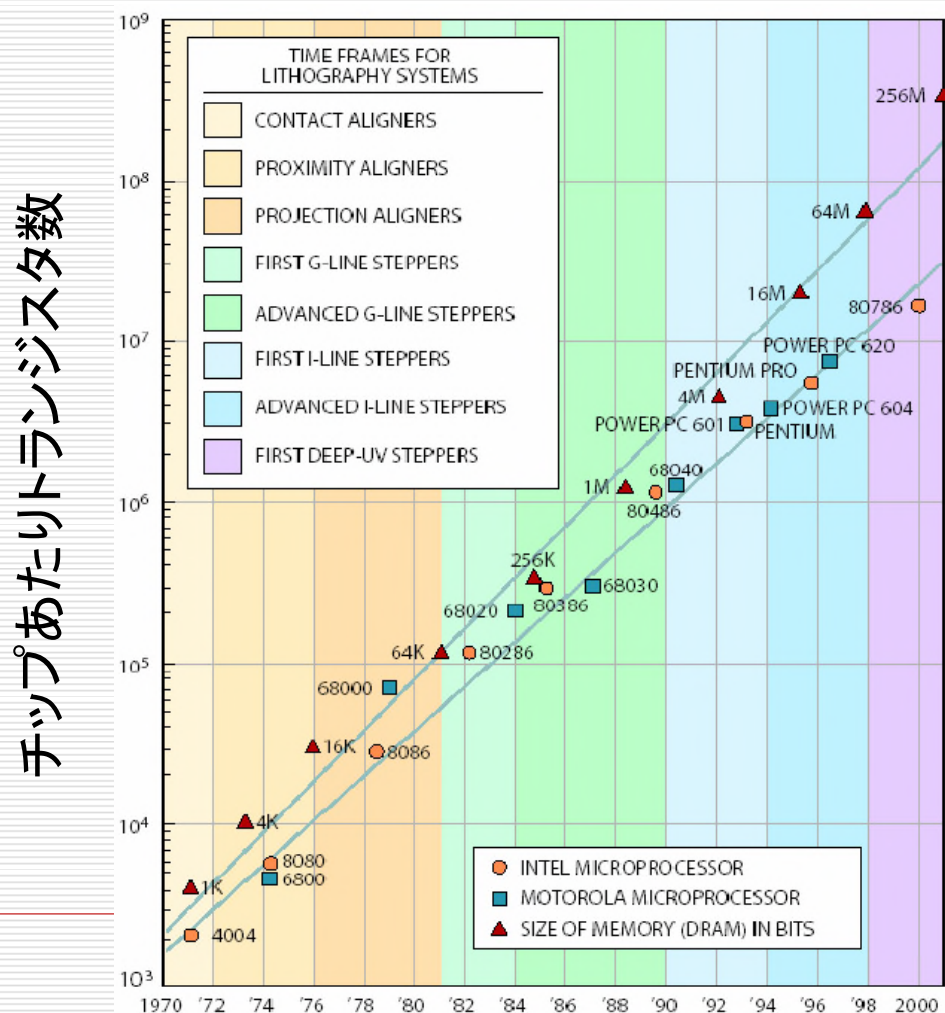 チップあたりトランジスタ数
10⁹
10⁸
10⁷
10⁶
10⁵
10⁴
10³
TIME FRAMES FOR
LITHOGRAPHY SYSTEMS
CONTACT ALIGNERS
PROXIMITY ALIGNERS
PROJECTION ALIGNERS
FIRST G-LINE STEPPERS
ADVANCED G-LINE STEPPERS
FIRST I-LINE STEPPERS
ADVANCED I-LINE STEPPERS
FIRST DEEP-UV STEPPERS
256M
64M
16M
80786
POWER PC 620
PENTIUM PRO
4M
POWER PC 604
POWER PC 601
PENTIUM
68040
1M
80486
256K
68030
80386
68020
64K
80286
68000
16K
8086
4K
8080
6800
1K
4004
INTEL MICROPROCESSOR
MOTOROLA MICROPROCESSOR
SIZE OF MEMORY (DRAM) IN BITS
1970 '72 '74 '76 '78 '80 '82 '84 '86 '88 '90 '92 '94 '96 '98 2000